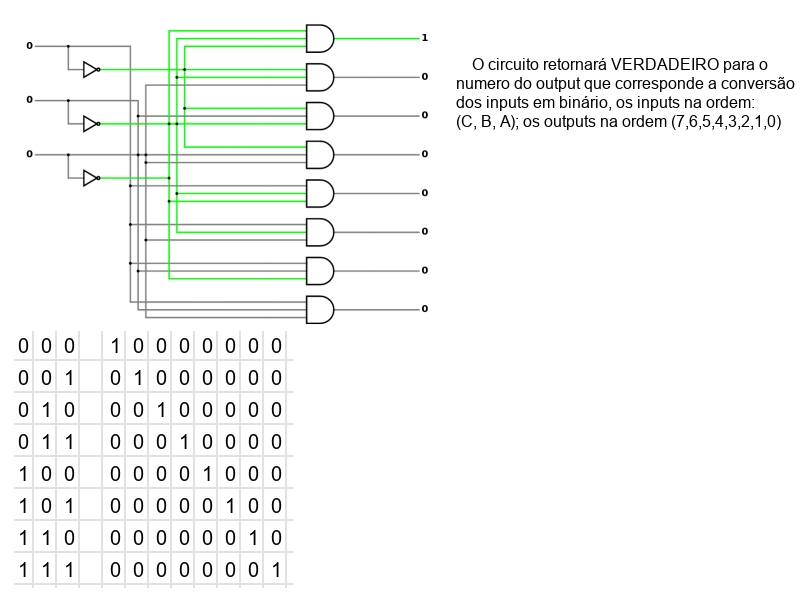 0
0
0
1
0
0
0
0
0
0
0
O circuito retornará VERDADEIRO para o
numero do output que corresponde a conversão
dos inputs em binário, os inputs na ordem:
(C, B, A); os outputs na ordem (7,6,5,4,3,2,1,0)
0 0 0 1 0 0 0 0 0 0 0
0 0 1 0 1 0 0 0 0 0 0
0 1 0 0 0 1 0 0 0 0 0
0 1 1 0 0 0 1 0 0 0 0
1 0 0 0 0 0 0 1 0 0 0
1 0 1 0 0 0 0 0 1 0 0
1 1 0 0 0 0 0 0 0 1 0
1 1 1 0 0 0 0 0 0 0 1